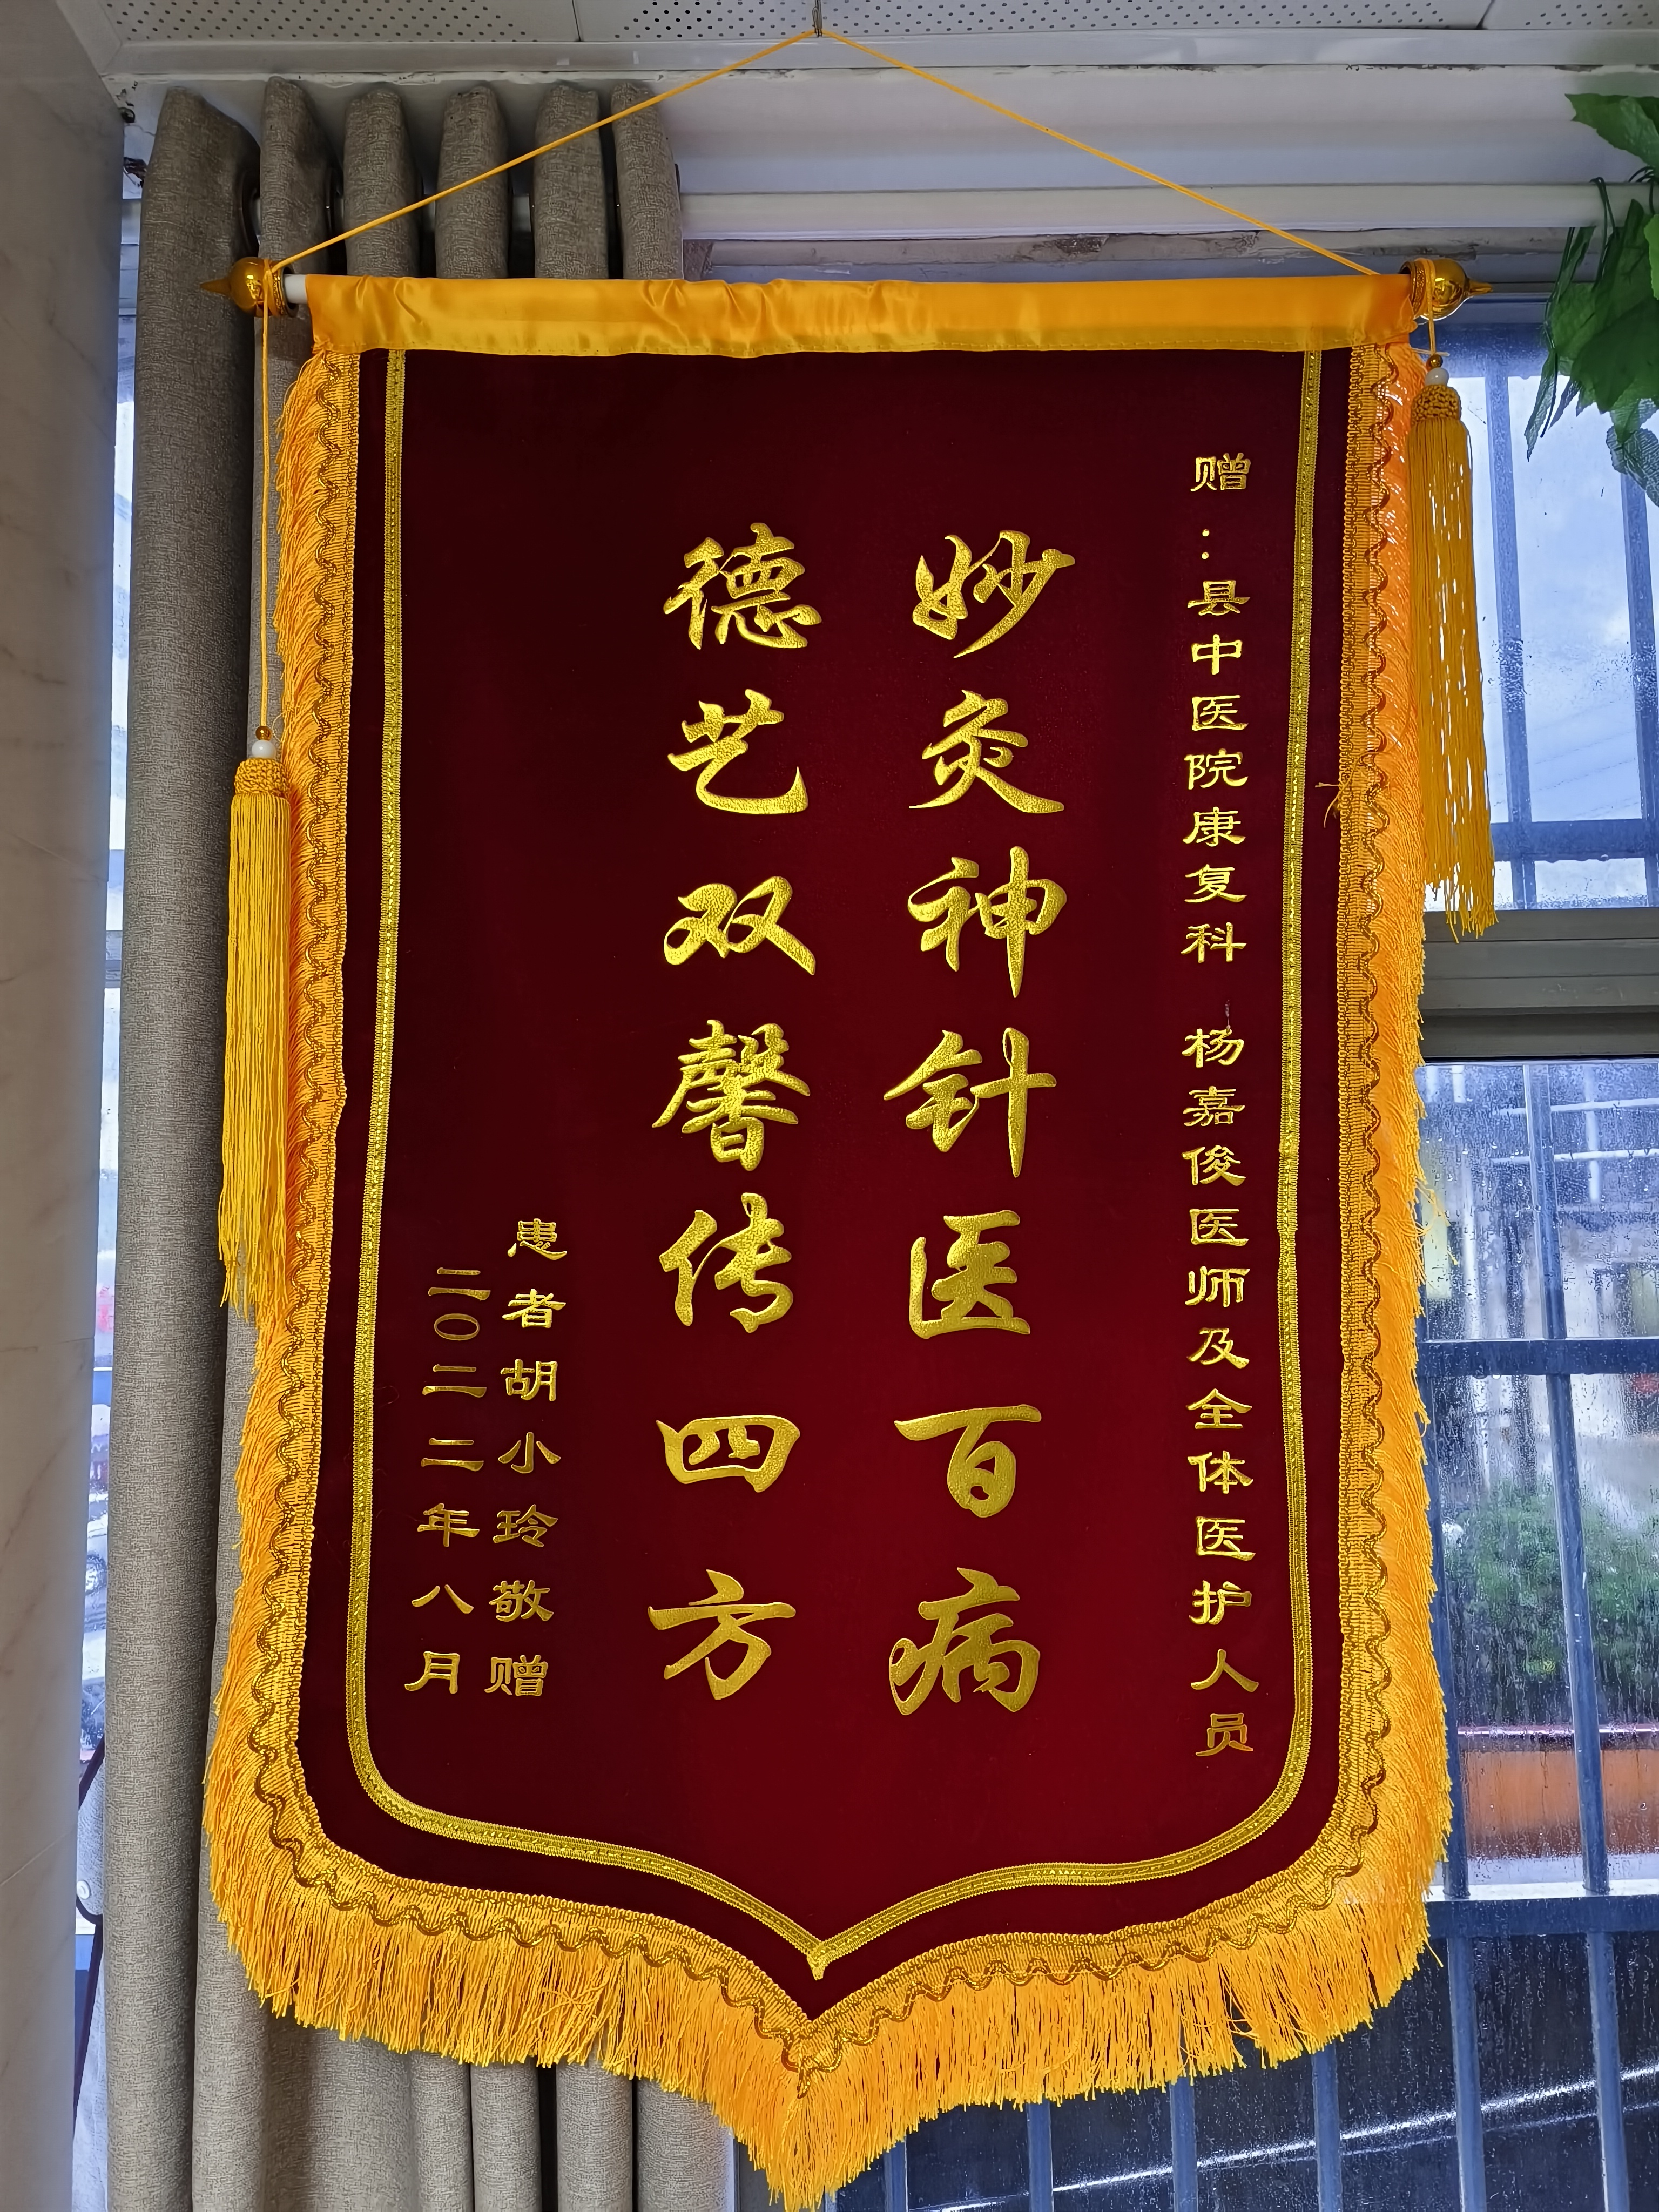 赠：县中医院康复科 杨嘉俊医师及全体医护人员
妙灸神针医百病
德艺双馨传四方
患者胡小玲敬赠
二〇二二年八月